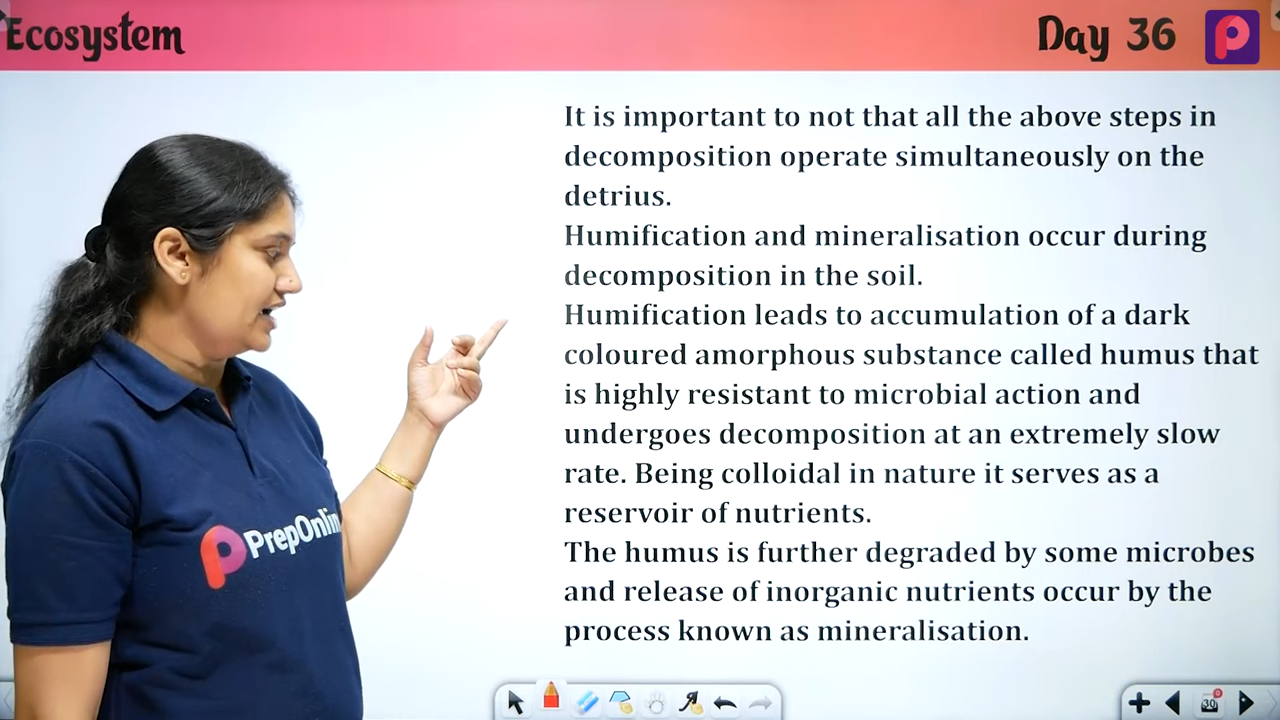 Ecosystem
Day 36
It is important to not that all the above steps in
decomposition operate simultaneously on the
detrius.
Humification and mineralisation occur during
decomposition in the soil.
Humification leads to accumulation of a dark
coloured amorphous substance called humus that
is highly resistant to microbial action and
undergoes decomposition at an extremely slow
rate. Being colloidal in nature it serves as a
reservoir of nutrients.
The humus is further degraded by some microbes
and release of inorganic nutrients occur by the
process known as mineralisation.
PrepOnlin
30